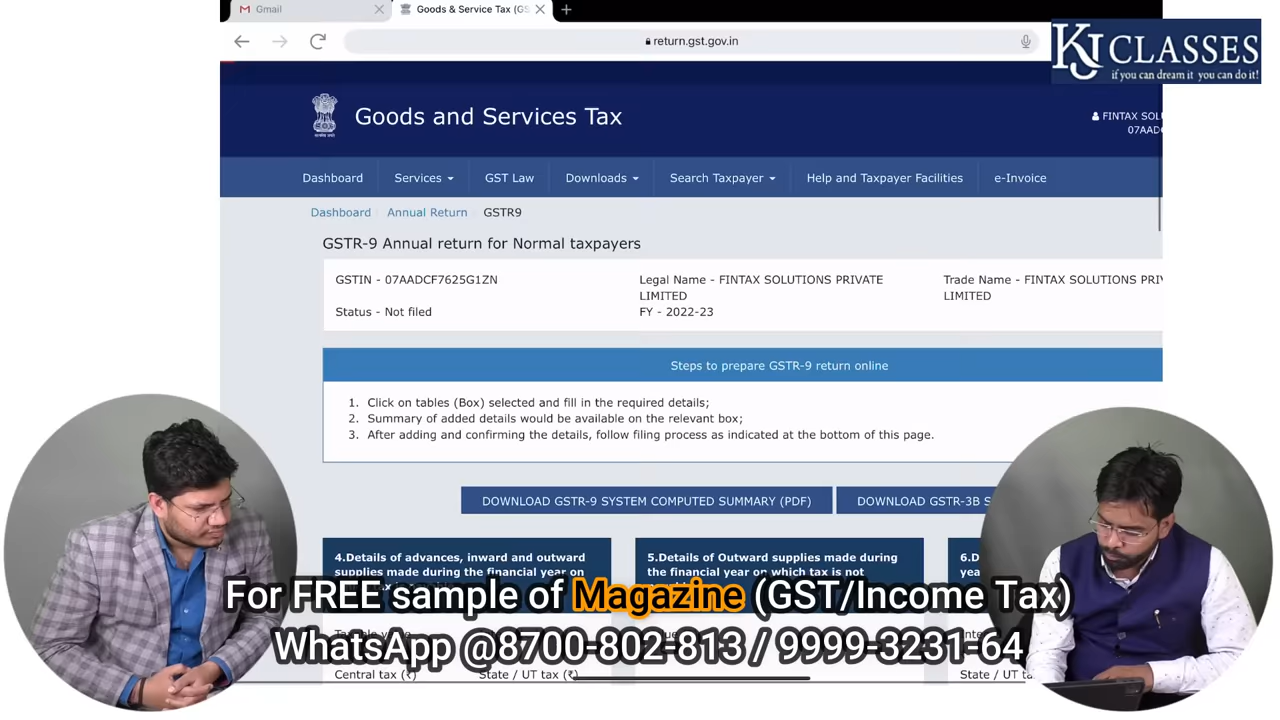 Gmail
Goods & Service Tax (GS
return.gst.gov.in
KJ CLASSES
if you can dream it you can do it!
Goods and Services Tax
FINTAX SOLU
07AADC
Dashboard Services GST Law Downloads Search Taxpayer Help and Taxpayer Facilities e-Invoice
Dashboard Annual Return GSTR9
GSTR-9 Annual return for Normal taxpayers
GSTIN - 07AADCF7625G1ZN
Status - Not filed
Legal Name - FINTAX SOLUTIONS PRIVATE
LIMITED
FY - 2022-23
Trade Name - FINTAX SOLUTIONS PRIV
LIMITED
Steps to prepare GSTR-9 return online
1. Click on tables (Box) selected and fill in the required details;
2. Summary of added details would be available on the relevant box;
3. After adding and confirming the details, follow filing process as indicated at the bottom of this page.
DOWNLOAD GSTR-9 SYSTEM COMPUTED SUMMARY (PDF)
DOWNLOAD GSTR-3B S
4.Details of advances, inward and outward
supplies made during the financial year on
5.Details of Outward supplies made during
the financial year on which tax is not
6.D
yea
For FREE sample of Magazine (GST/Income Tax)
WhatsApp @8700-802-813 / 9999-3231-64
Central tax (₹) State / UT tax (₹)
State / UT ta